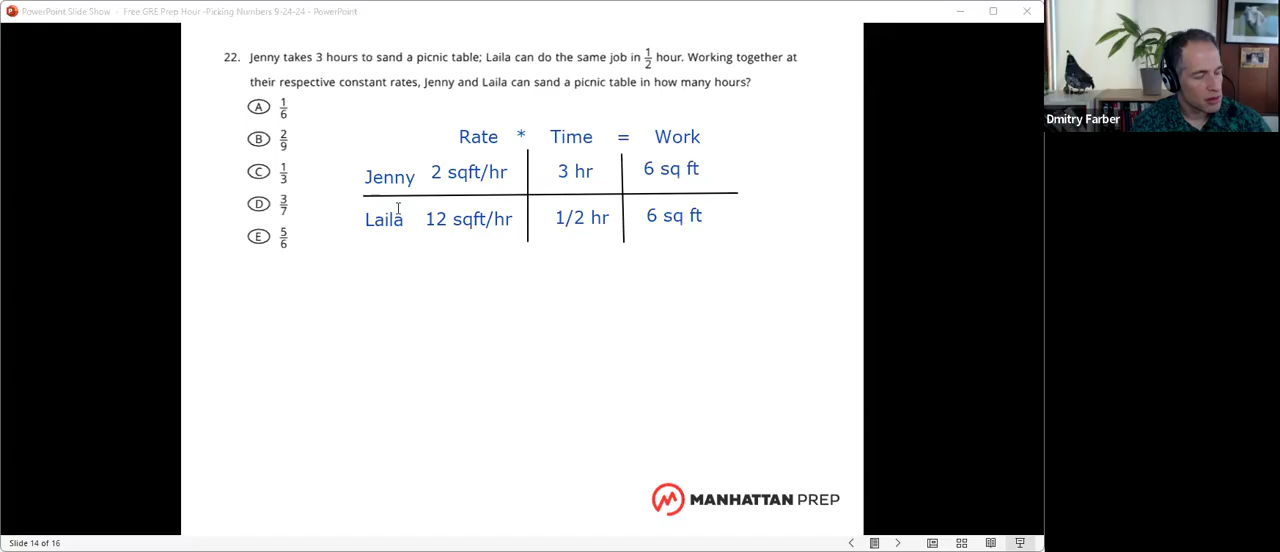 PowerPoint Slide Show - Free GRE Prep Hour -Picking Numbers 9-24-24 - PowerPoint
22. Jenny takes 3 hours to sand a picnic table; Laila can do the same job in 1/2 hour. Working together at
their respective constant rates, Jenny and Laila can sand a picnic table in how many hours?
A 1/6
B 2/9
C 1/3
D 3/7
E 5/6
Rate * Time = Work
Jenny 2 sqft/hr 3 hr 6 sq ft
Laila 12 sqft/hr 1/2 hr 6 sq ft
Dmitry Farber
MANHATTAN PREP
Slide 14 of 16